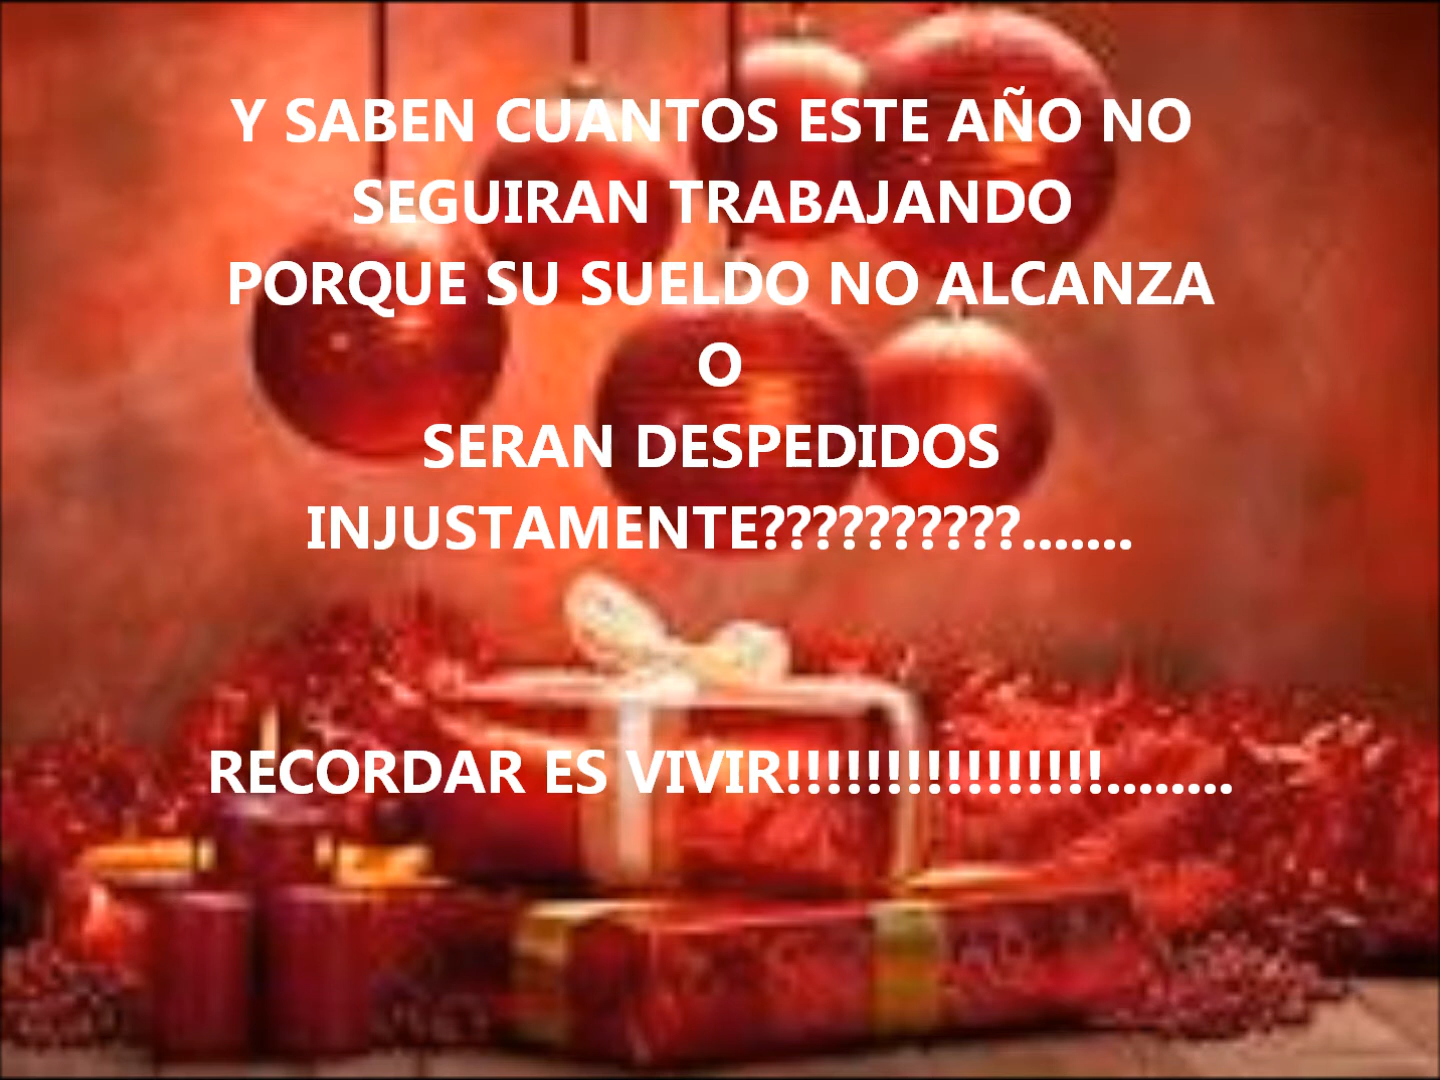 Y SABEN CUANTOS ESTE AÑO NO
SEGUIRAN TRABAJANDO
PORQUE SU SUELDO NO ALCANZA
O
SERAN DESPEDIDOS
INJUSTAMENTE??????????.......
RECORDAR ES VIVIR!!!!!!!!!!!!!!!!........